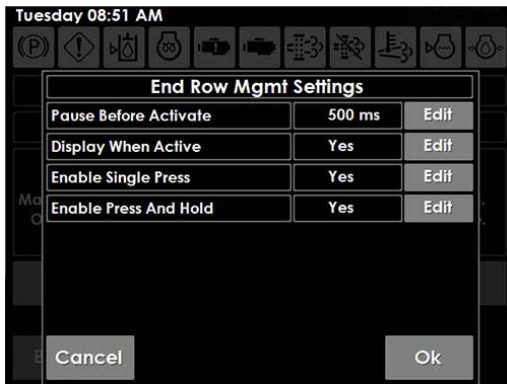 Tuesday 08:51 AM
(P)
End Row Mgmt Settings
Pause Before Activate 500 ms Edit
Display When Active Yes Edit
Enable Single Press Yes Edit
Enable Press And Hold Yes Edit
Cancel Ok